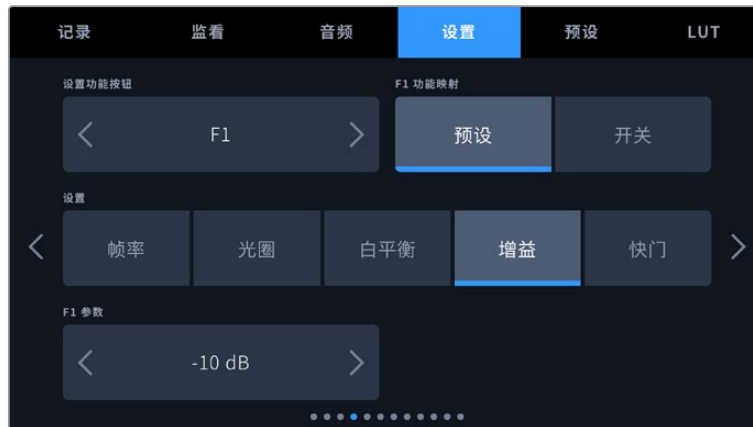 记录 监看 音频 设置 预设 LUT
设置功能按钮 F1 功能映射
F1 预设 开关
设置
帧率 光圈 白平衡 增益 快门
F1 参数
-10 dB